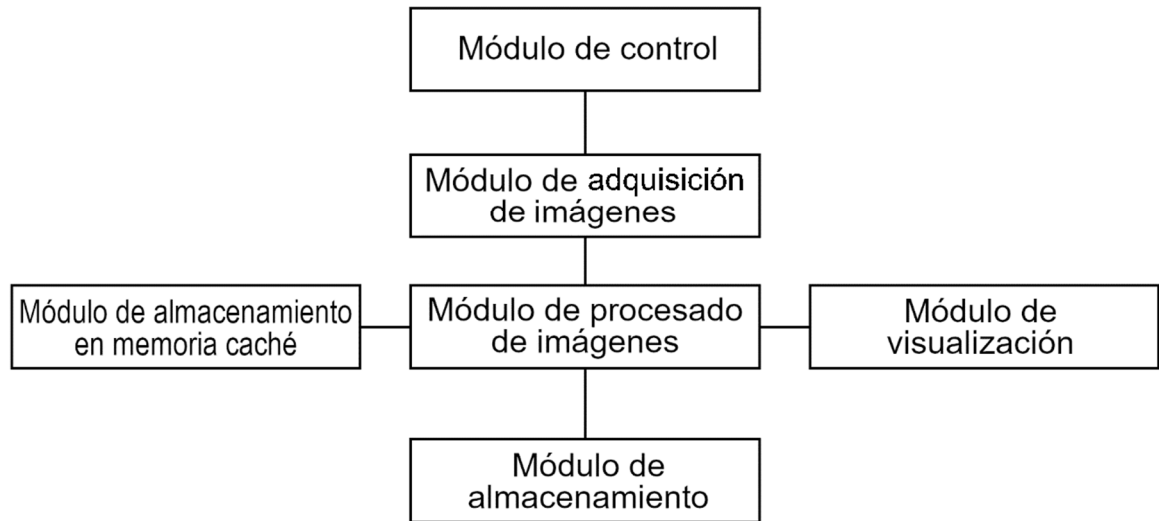 Módulo de control
Módulo de adquisición
de imágenes
Módulo de almacenamiento
en memoria caché
Módulo de procesado
de imágenes
Módulo de
visualización
Módulo de
almacenamiento